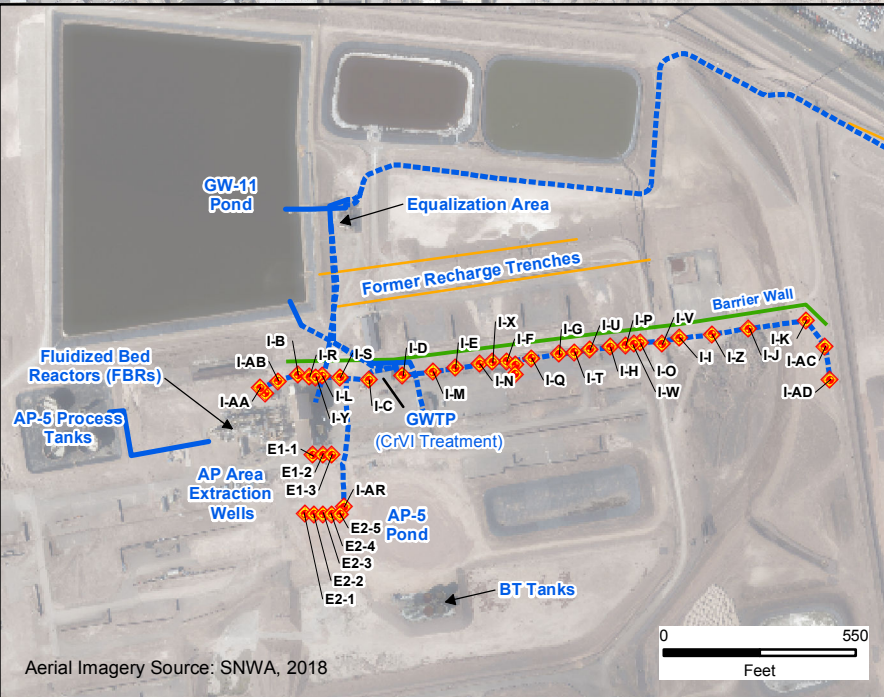 GW-11
Pond
Equalization Area
Former Recharge Trenches
Barrier Wall
I-X
I-P
I-U
I-V
I-G
I-F
I-E
I-K
I-B
I-R
I-S
I-D
Fluidized Bed
Reactors (FBRs)
I-AB
I-I
I-Z
I-J
I-AC
I-AA
I-L
I-C
I-M
I-N
I-Q
I-T
I-H
I-O
I-W
I-AD
I-Y
AP-5 Process
Tanks
GWTP
(CrVI Treatment)
E1-1
E1-2
E1-3
AP Area
Extraction
Wells
I-AR
AP-5
Pond
E2-5
E2-4
E2-3
E2-2
E2-1
BT Tanks
0
550
Feet
Aerial Imagery Source: SNWA, 2018